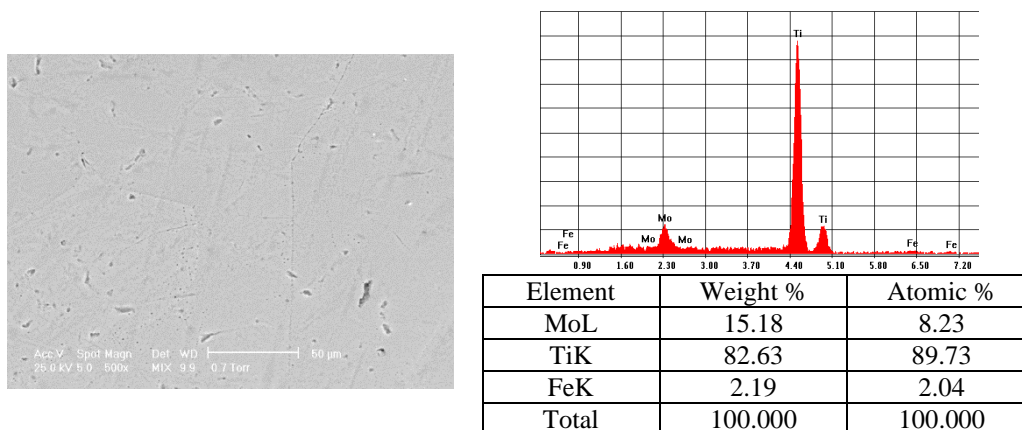 Acc.V Spot Magn Det WD 50 µm
25.0 kV 5.0 500x MIX 9.9 0.7 Torr
Ti
Mo
Ti
Fe
Mo Mo
Fe Fe Fe
0.90 1.60 2.30 3.00 3.70 4.40 5.10 5.80 6.50 7.20
Element Weight % Atomic %
MoL 15.18 8.23
TiK 82.63 89.73
FeK 2.19 2.04
Total 100.000 100.000